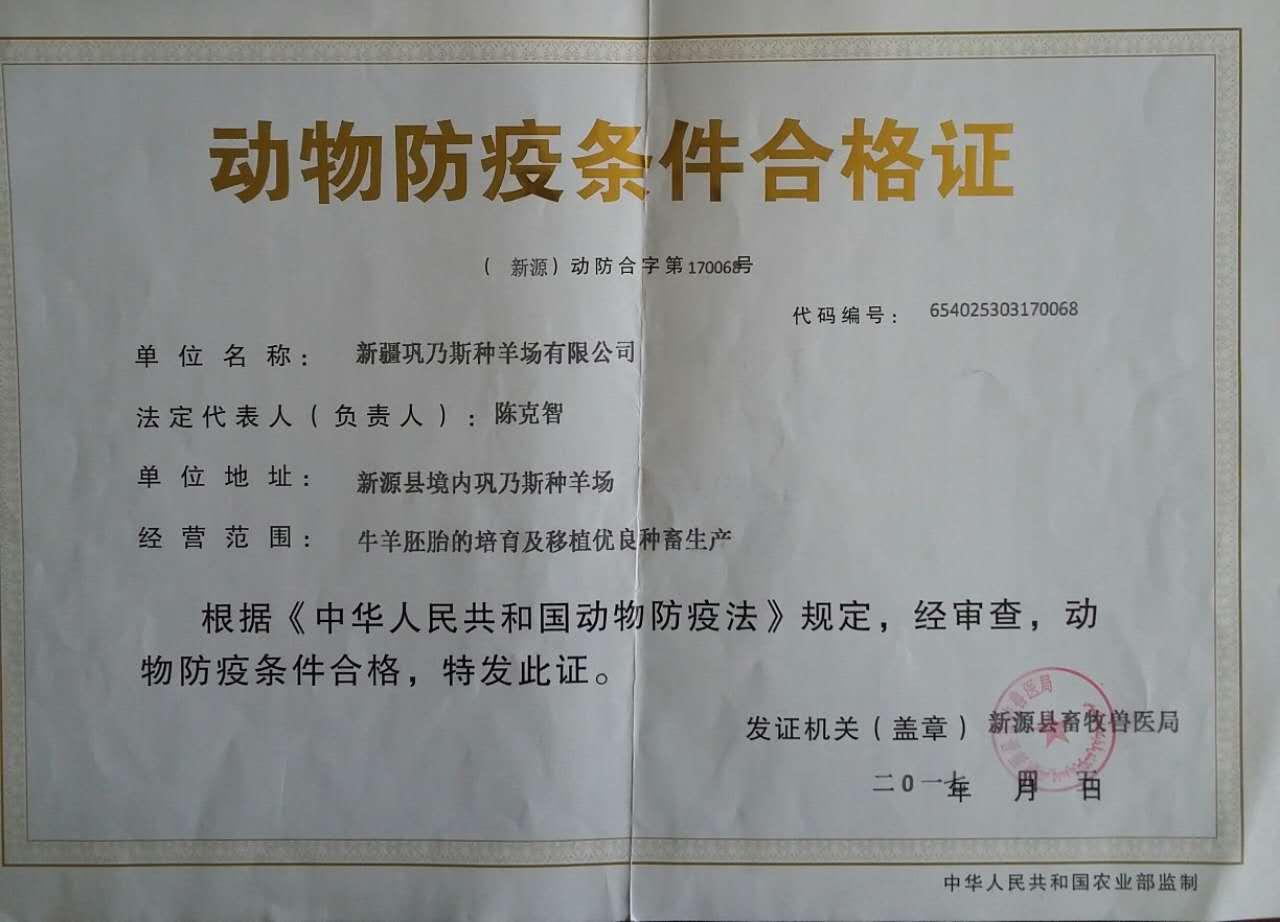 动物防疫条件合格证
（ 新源）动防合字第170068号
代码编号： 654025303170068
单位名称： 新疆巩乃斯种羊场有限公司
法定代表人（负责人）：陈克智
单位地址： 新源县境内巩乃斯种羊场
经营范围： 牛羊胚胎的培育及移植优良种畜生产
根据《中华人民共和国动物防疫法》规定，经审查，动
物防疫条件合格，特发此证。
发证机关（盖章）新源县畜牧兽医局
二0一七年 四月 五日
中华人民共和国农业部监制